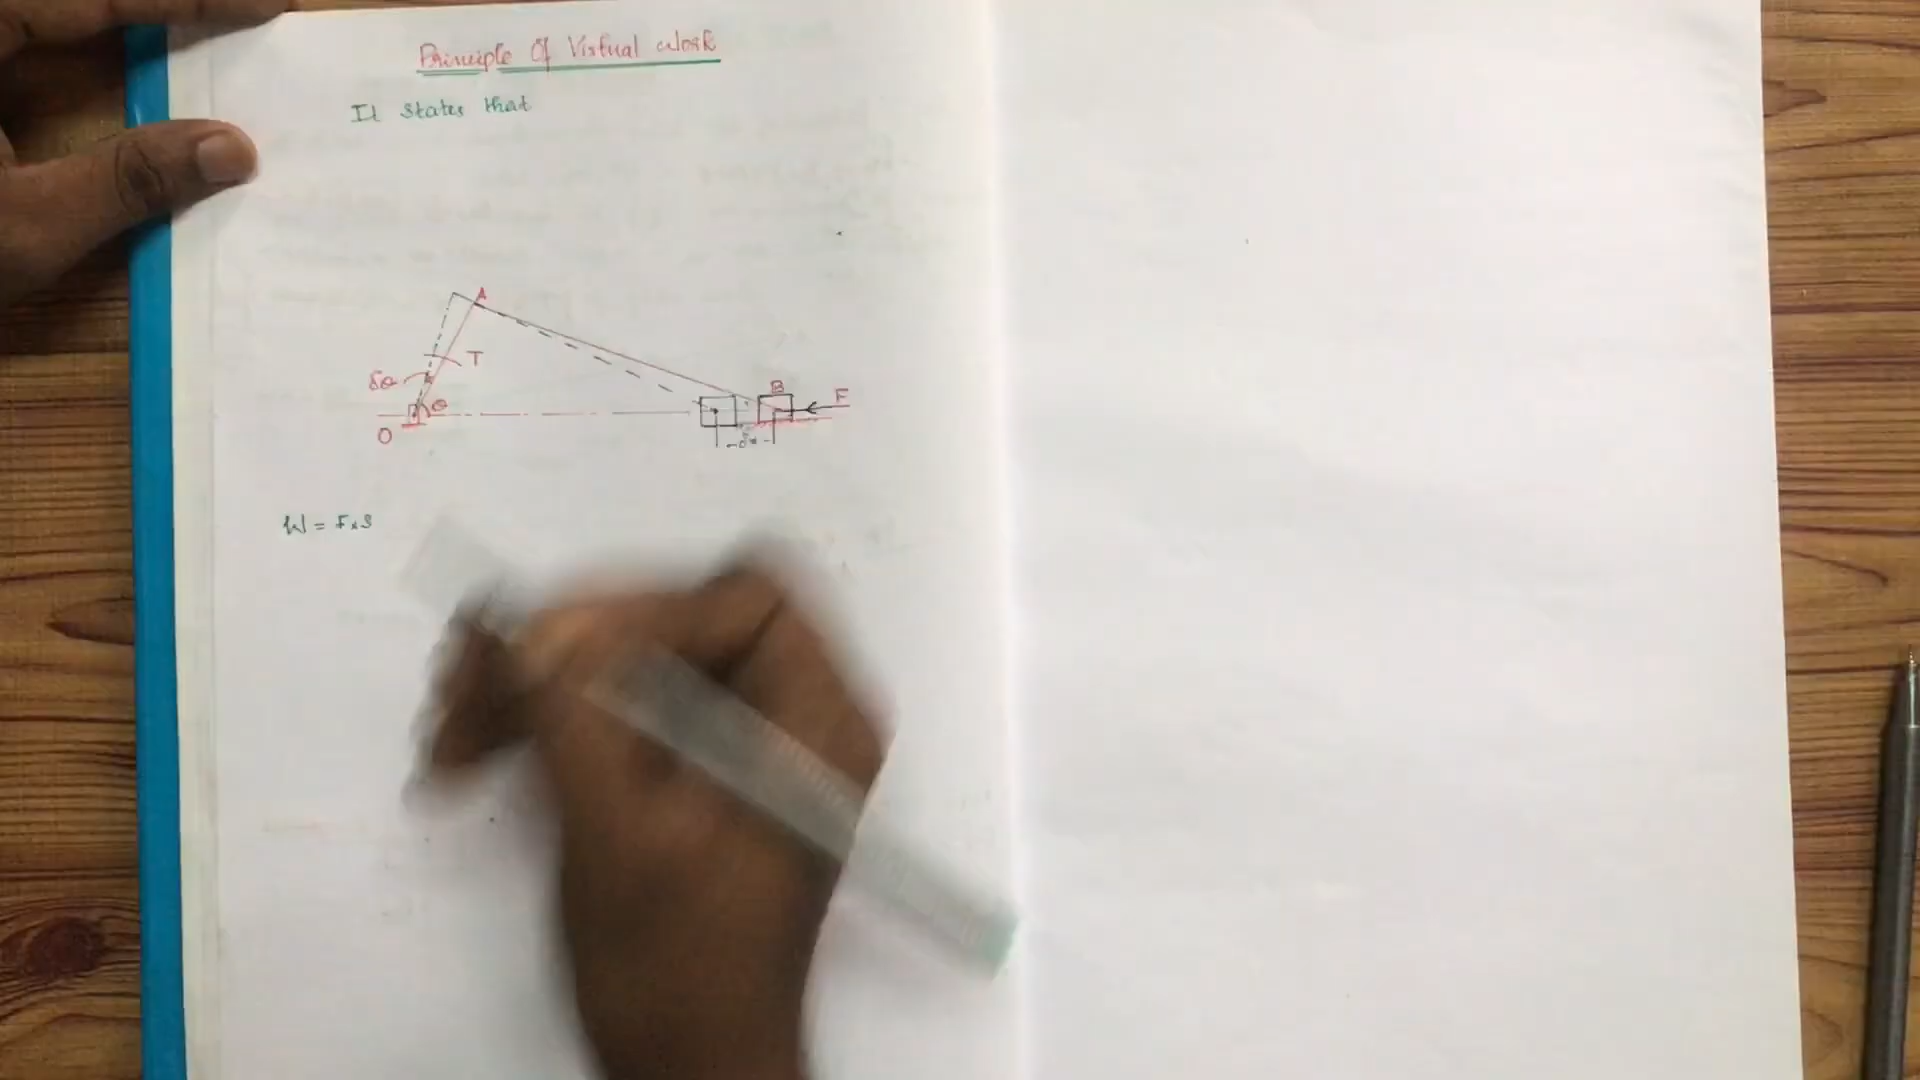 Principle Of Virtual Work
It states that
A
T
δθ
θ
B
F
O
δx
W = F×S